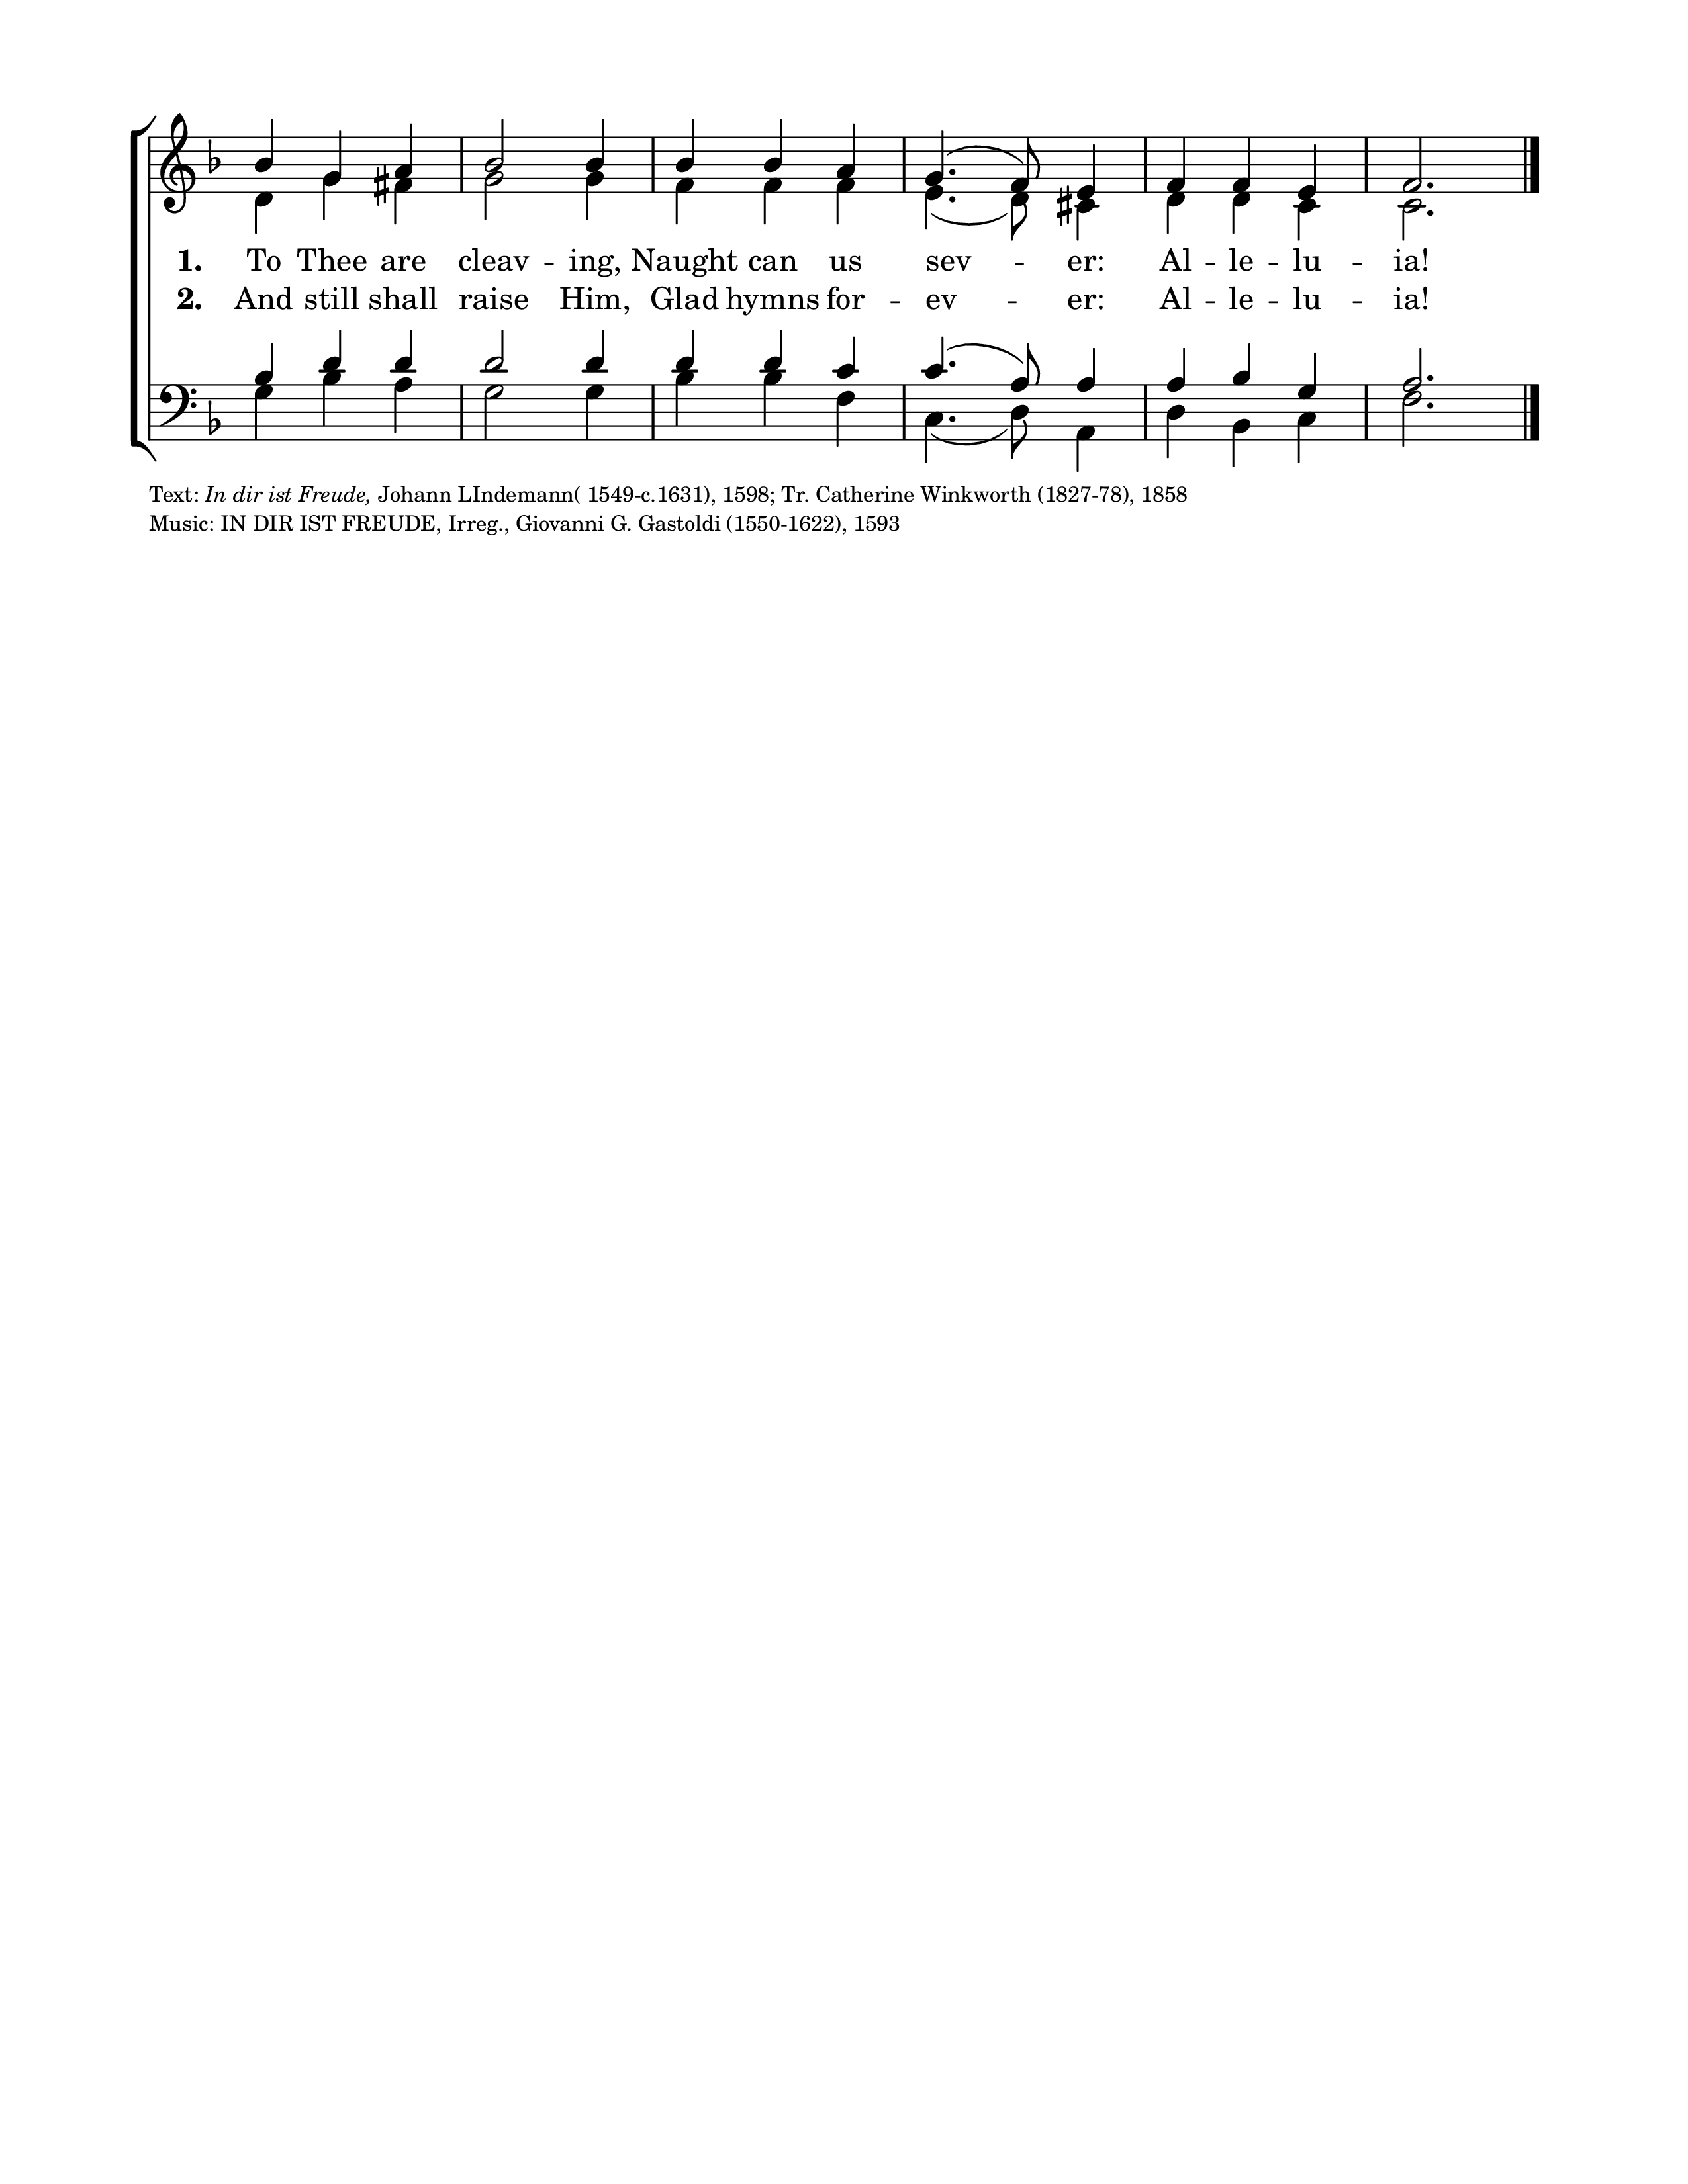 1. To Thee are cleav - ing, Naught can us sev - er: Al - le - lu - ia!
2. And still shall raise Him, Glad hymns for - ev - er: Al - le - lu - ia!
Text: In dir ist Freude, Johann LIndemann( 1549-c.1631), 1598; Tr. Catherine Winkworth (1827-78), 1858
Music: IN DIR IST FREUDE, Irreg., Giovanni G. Gastoldi (1550-1622), 1593